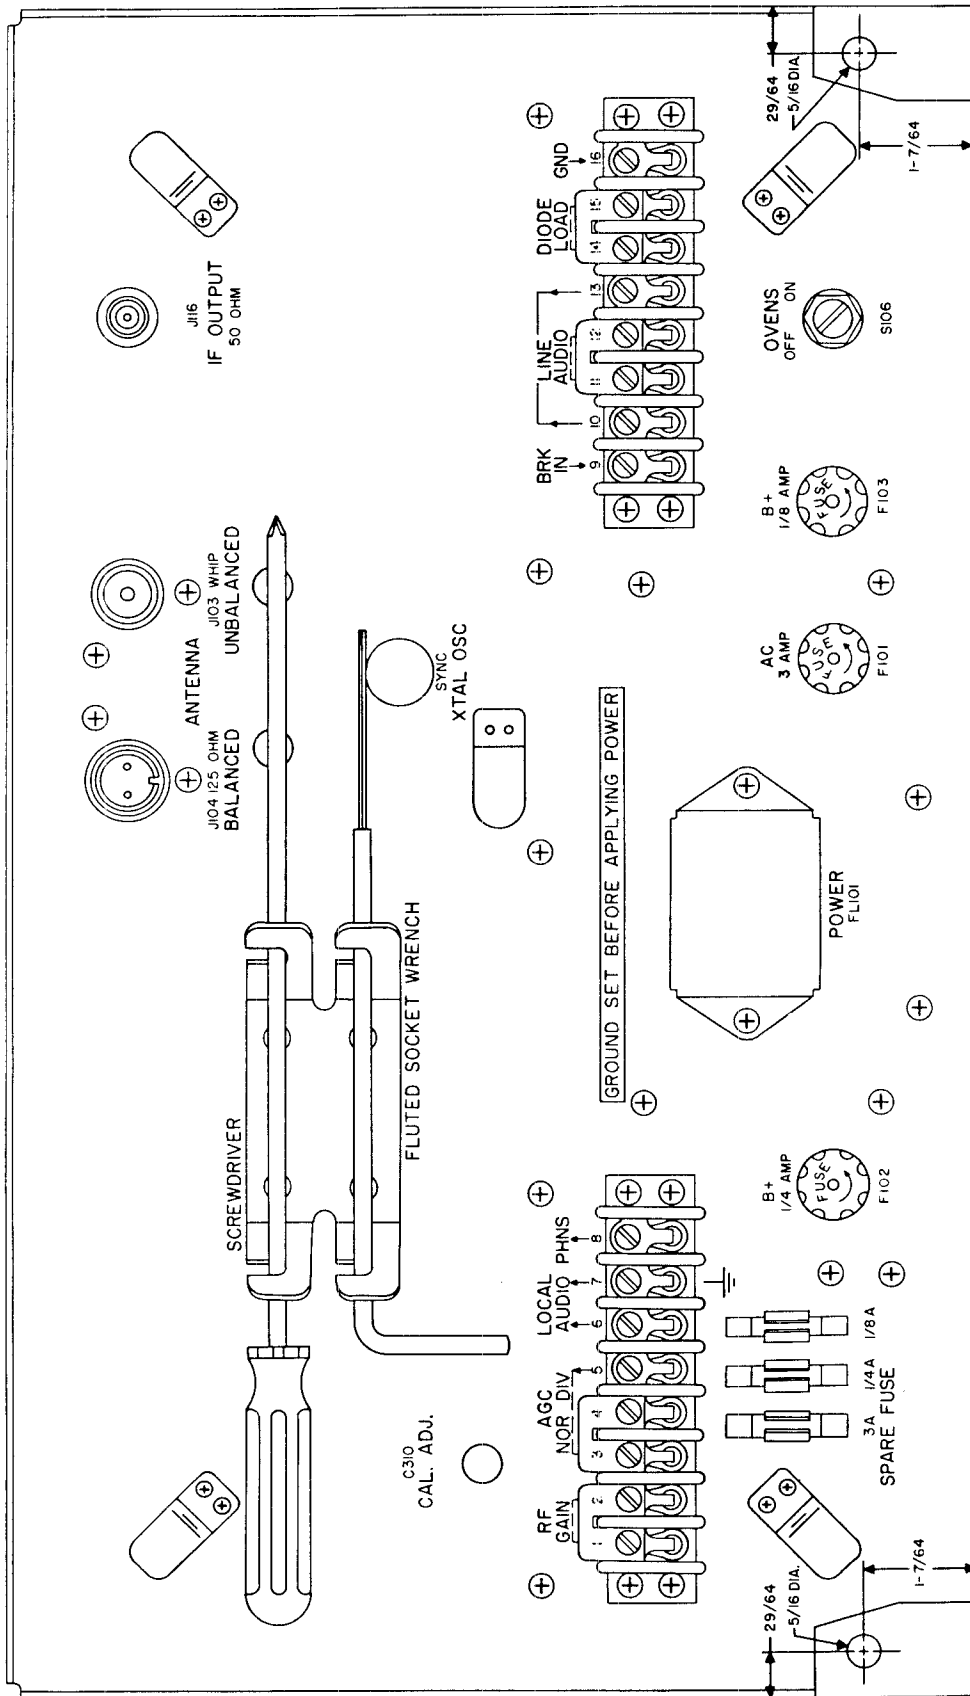 J116
IF OUTPUT
50 OHM
J103 WHIP
UNBALANCED
ANTENNA
J104 125 OHM
BALANCED
SCREWDRIVER
FLUTED SOCKET WRENCH
SYNC
XTAL OSC
C310
CAL. ADJ.
RF
GAIN
AGC
NOR DIV
LOCAL
AUDIO
PHNS
1
2
3
4
5
6
7
8
BRK
IN
LINE
AUDIO
DIODE
LOAD
GND
9
10
11
12
13
14
15
16
GROUND SET BEFORE APPLYING POWER
3A
1/4A
1/8A
SPARE FUSE
B+
1/4 AMP
FUSE
F102
POWER
FL101
AC
3 AMP
FUSE
F101
B+
1/8 AMP
FUSE
F103
OVENS
OFF
ON
S106
29/64
5/16 DIA.
1-7/64
29/64
5/16 DIA.
1-7/64